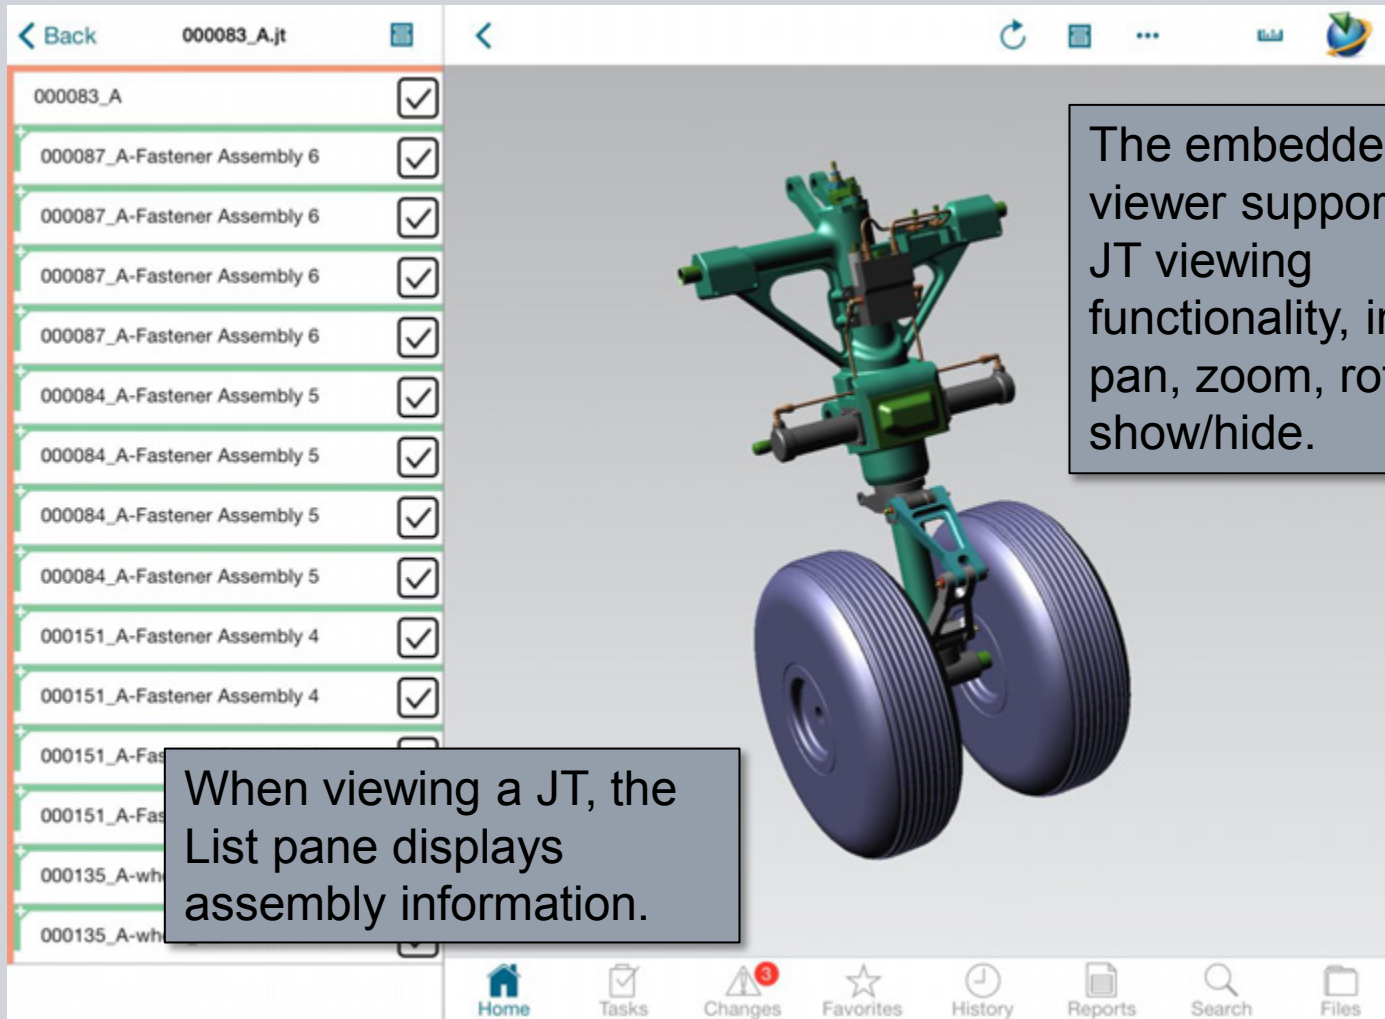 Back
000083_A.jt
000083_A
000087_A-Fastener Assembly 6
000087_A-Fastener Assembly 6
000087_A-Fastener Assembly 6
000087_A-Fastener Assembly 6
000084_A-Fastener Assembly 5
000084_A-Fastener Assembly 5
000084_A-Fastener Assembly 5
000084_A-Fastener Assembly 5
000151_A-Fastener Assembly 4
000151_A-Fastener Assembly 4
000151_A-Fas
000151_A-Fas
000135_A-wh
000135_A-wh
When viewing a JT, the
List pane displays
assembly information.
The embedde
viewer suppor
JT viewing
functionality, in
pan, zoom, rot
show/hide.
3
Home
Tasks
Changes
Favorites
History
Reports
Search
Files